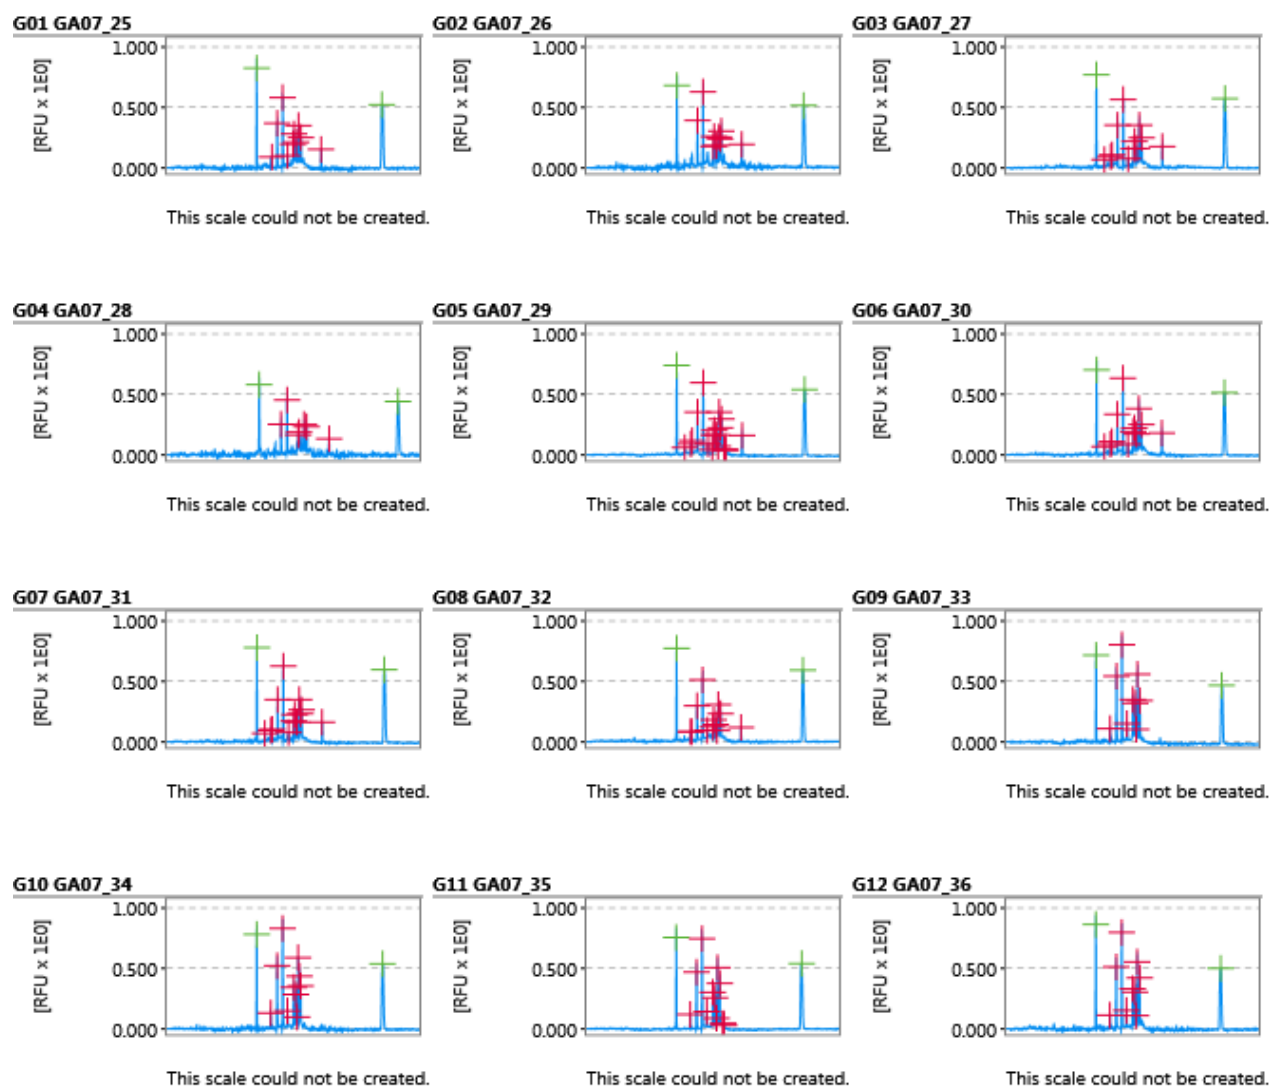 G01 GA07_25 G02 GA07_26 G03 GA07_27
[RFU x 1E0] 1.000 [RFU x 1E0] 1.000 [RFU x 1E0] 1.000
0.500 0.500 0.500
0.000 0.000 0.000
This scale could not be created. This scale could not be created. This scale could not be created.
G04 GA07_28 G05 GA07_29 G06 GA07_30
[RFU x 1E0] 1.000 [RFU x 1E0] 1.000 [RFU x 1E0] 1.000
0.500 0.500 0.500
0.000 0.000 0.000
This scale could not be created. This scale could not be created. This scale could not be created.
G07 GA07_31 G08 GA07_32 G09 GA07_33
[RFU x 1E0] 1.000 [RFU x 1E0] 1.000 [RFU x 1E0] 1.000
0.500 0.500 0.500
0.000 0.000 0.000
This scale could not be created. This scale could not be created. This scale could not be created.
G10 GA07_34 G11 GA07_35 G12 GA07_36
[RFU x 1E0] 1.000 [RFU x 1E0] 1.000 [RFU x 1E0] 1.000
0.500 0.500 0.500
0.000 0.000 0.000
This scale could not be created. This scale could not be created. This scale could not be created.